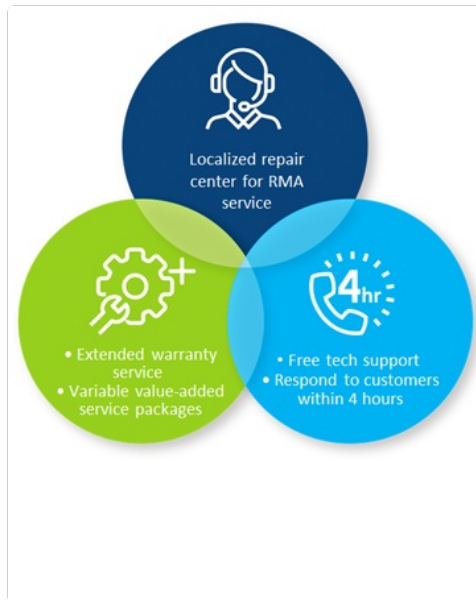 Localized repair
center for RMA
service
• Extended warranty
service
• Variable value-added
service packages
4hr
• Free tech support
• Respond to customers
within 4 hours